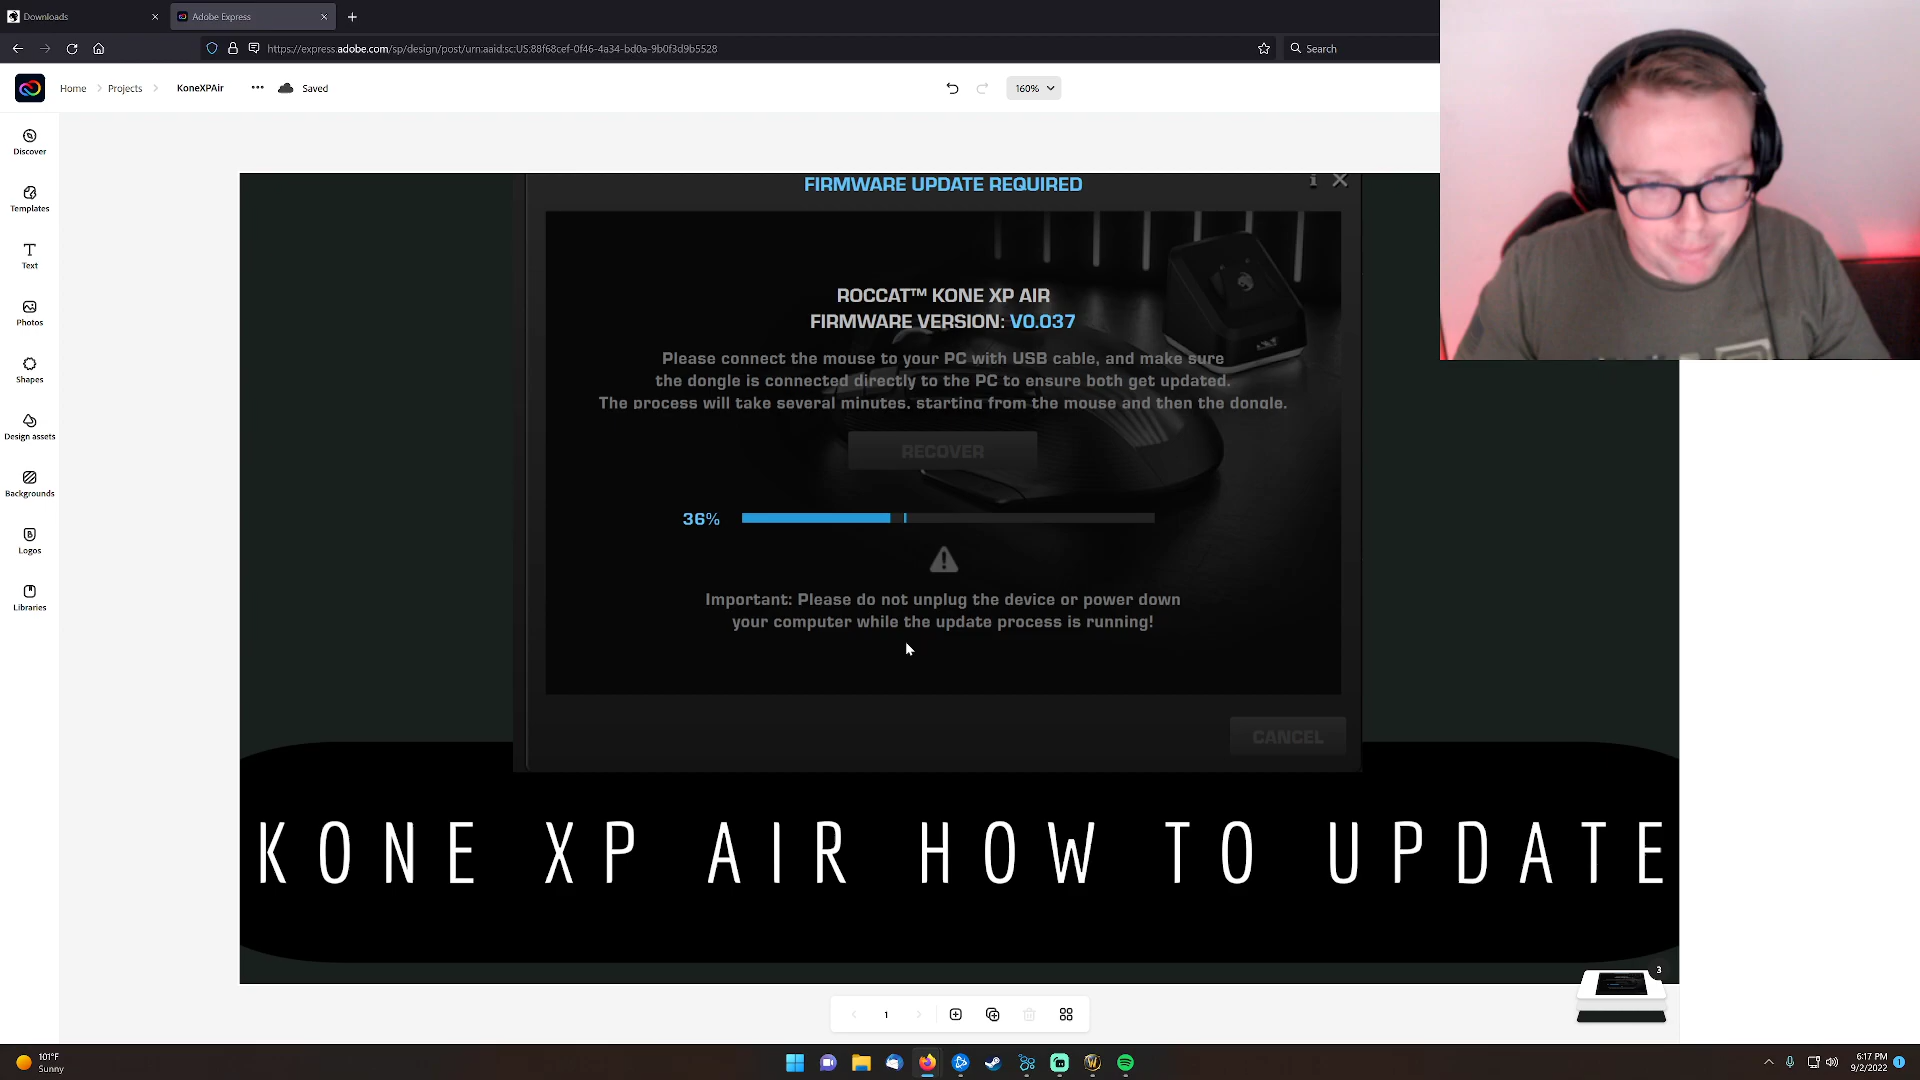 Downloads
Adobe Express
https://express.adobe.com/sp/design/post/urn:aaid:sc:US:88f68cef-0f46-4a34-bd0a-9b0f3d9b5528
Search
Home
Projects
KoneXPAir
Saved
160%
Discover
Templates
Text
Photos
Shapes
Design assets
Backgrounds
Logos
Libraries
FIRMWARE UPDATE REQUIRED
ROCCAT™ KONE XP AIR
FIRMWARE VERSION: V0.037
Please connect the mouse to your PC with USB cable, and make sure
the dongle is connected directly to the PC to ensure both get updated.
The process will take several minutes, starting from the mouse and then the dongle.
RECOVER
36%
Important: Please do not unplug the device or power down
your computer while the update process is running!
CANCEL
KONE XP AIR HOW TO UPDATE
3
1
101°F
Sunny
6:17 PM
9/2/2022
1